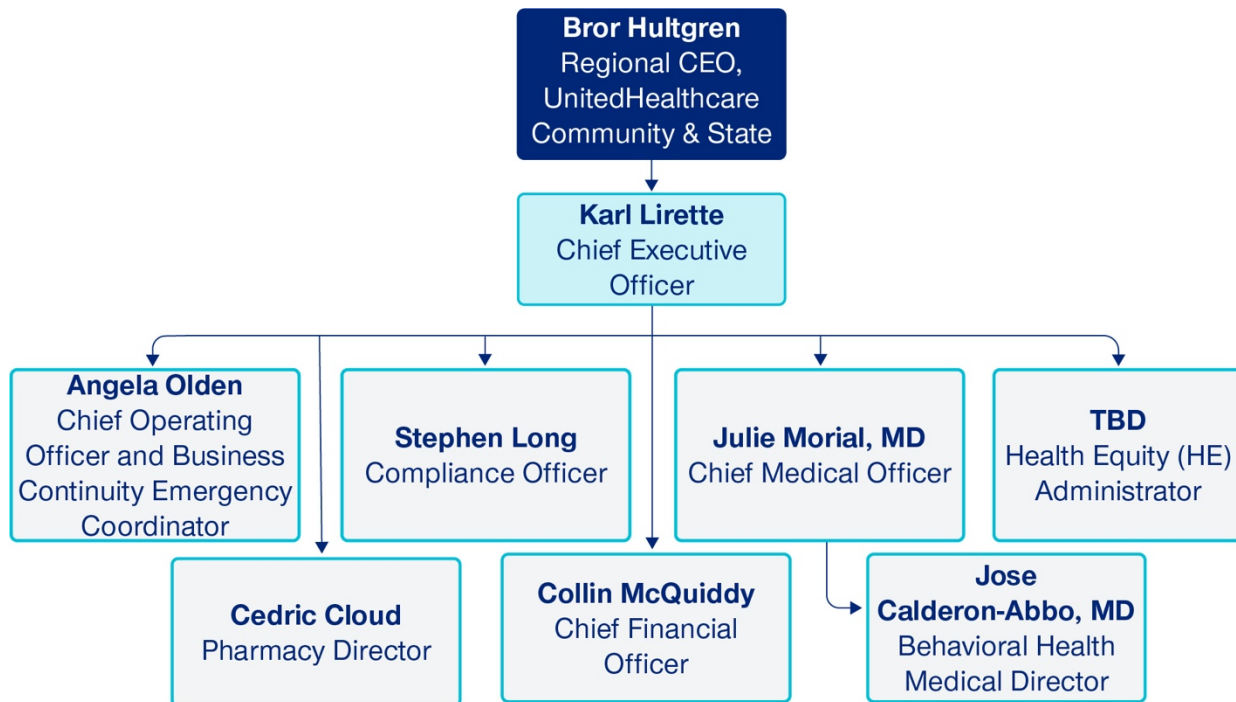 Bror Hultgren
Regional CEO,
UnitedHealthcare
Community & State
Karl Lirette
Chief Executive
Officer
Angela Olden
Chief Operating
Officer and Business
Continuity Emergency
Coordinator
Stephen Long
Compliance Officer
Julie Morial, MD
Chief Medical Officer
TBD
Health Equity (HE)
Administrator
Cedric Cloud
Pharmacy Director
Collin McQuiddy
Chief Financial
Officer
Jose
Calderon-Abbo, MD
Behavioral Health
Medical Director